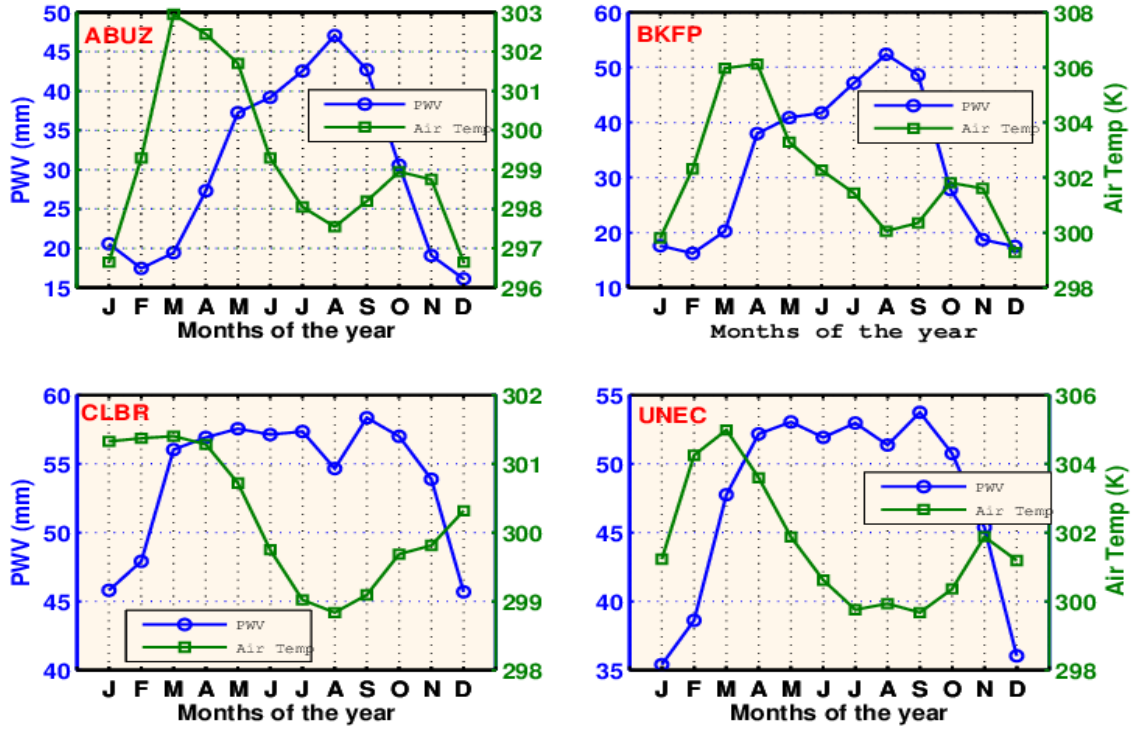 ABUZ
PWV (mm)
50
45
40
35
30
25
20
15
303
302
301
300
299
298
297
296
PWV
Air Temp
J F M A M J J A S O N D
Months of the year
BKFP
60
50
40
30
20
10
308
306
304
302
300
298
Air Temp (K)
PWV
Air Temp
J F M A M J J A S O N D
Months of the year
CLBR
PWV (mm)
60
55
50
45
40
302
301
300
299
298
PWV
Air Temp
J F M A M J J A S O N D
Months of the year
UNEC
55
50
45
40
35
306
304
302
300
298
Air Temp (K)
PWV
Air Temp
J F M A M J J A S O N D
Months of the year